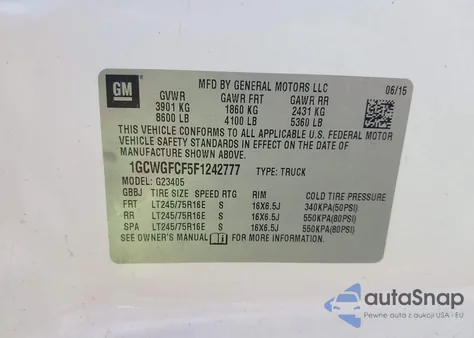 GM
MFD BY GENERAL MOTORS LLC 06/15
GVWR GAWR FRT GAWR RR
3901 KG 1860 KG 2431 KG
8600 LB 4100 LB 5360 LB
THIS VEHICLE CONFORMS TO ALL APPLICABLE U.S. FEDERAL MOTOR
VEHICLE SAFETY AND THEFT PREVENTION STANDARDS IN EFFECT
ON THE DATE OF MANUFACTURE SHOWN ABOVE.
1GCWGFCF5F1242777 TYPE: TRUCK
MODEL: G23405
GBBJ TIRE SIZE SPEED RTG RIM COLD TIRE PRESSURE
FRT LT245/75R16E S 16X6.5J 340KPA(50PSI)
RR LT245/75R16E S 16X6.5J 550KPA(80PSI)
SPA LT245/75R16E S 16X6.5J 550KPA(80PSI)
SEE OWNER'S MANUAL FOR MORE INFORMATION.
autoSnap
Pewne auta z aukcji USA - EU